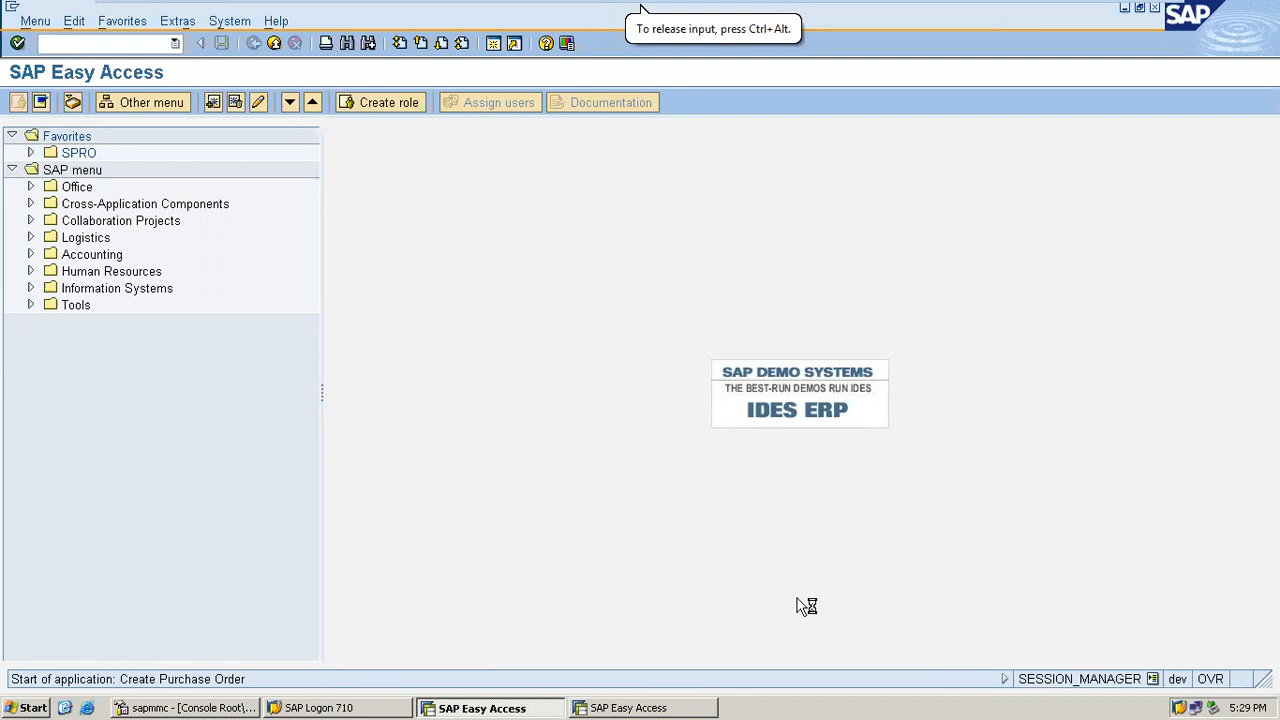 Menu Edit Favorites Extras System Help
To release input, press Ctrl+Alt.
SAP
SAP Easy Access
Other menu Create role Assign users Documentation
Favorites
SPRO
SAP menu
Office
Cross-Application Components
Collaboration Projects
Logistics
Accounting
Human Resources
Information Systems
Tools
SAP DEMO SYSTEMS
THE BEST-RUN DEMOS RUN IDES
IDES ERP
Start of application: Create Purchase Order
SESSION_MANAGER dev OVR
Start sapmmc - [Console Root\... SAP Logon 710 SAP Easy Access SAP Easy Access 5:29 PM